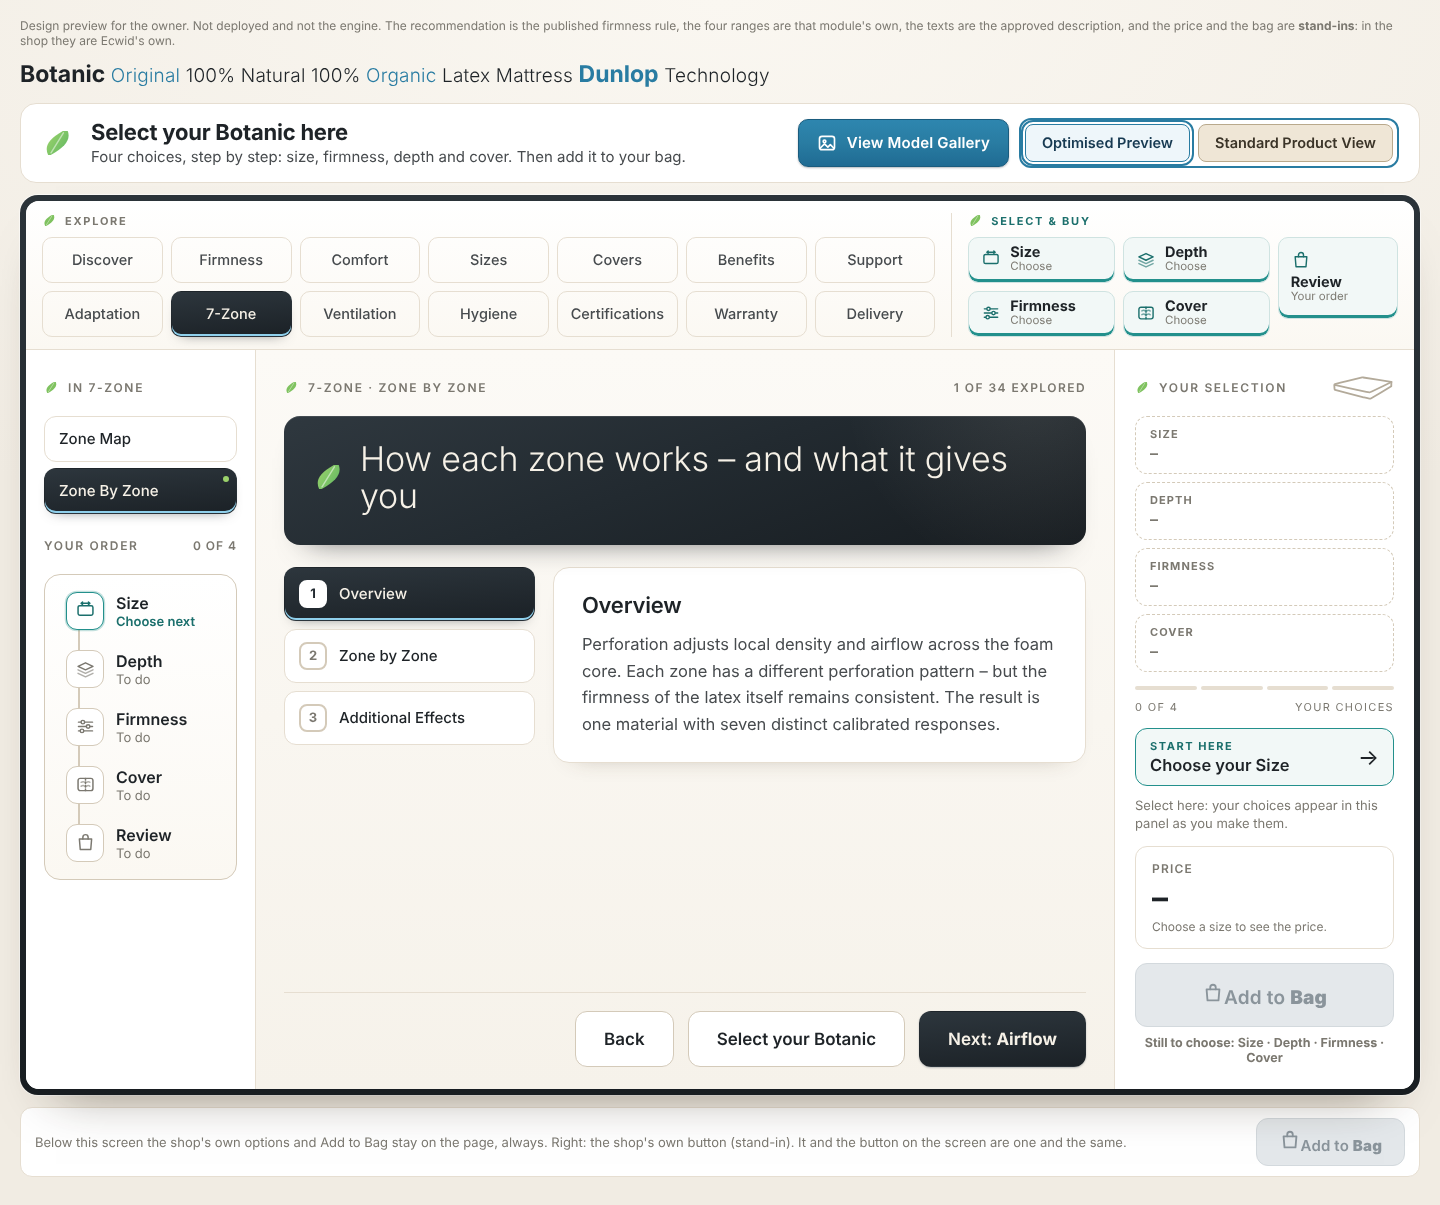 Design preview for the owner. Not deployed and not the engine. The recommendation is the published firmness rule, the four ranges are that module's own, the texts are the approved description, and the price and the bag are stand-ins: in the
shop they are Ecwid's own.
Botanic Original 100% Natural 100% Organic Latex Mattress Dunlop Technology
Select your Botanic here
Four choices, step by step: size, firmness, depth and cover. Then add it to your bag.
View Model Gallery
Optimised Preview
Standard Product View
EXPLORE
Discover
Firmness
Comfort
Sizes
Covers
Benefits
Support
Adaptation
7-Zone
Ventilation
Hygiene
Certifications
Warranty
Delivery
SELECT & BUY
Size
Choose
Depth
Choose
Firmness
Choose
Cover
Choose
Review
Your order
IN 7-ZONE
Zone Map
Zone By Zone
YOUR ORDER
0 OF 4
Size
Choose next
Depth
To do
Firmness
To do
Cover
To do
Review
To do
7-ZONE · ZONE BY ZONE
1 OF 34 EXPLORED
How each zone works – and what it gives
you
1 Overview
2 Zone by Zone
3 Additional Effects
Overview
Perforation adjusts local density and airflow across the foam
core. Each zone has a different perforation pattern – but the
firmness of the latex itself remains consistent. The result is
one material with seven distinct calibrated responses.
Back
Select your Botanic
Next: Airflow
YOUR SELECTION
SIZE
–
DEPTH
–
FIRMNESS
–
COVER
–
0 OF 4
YOUR CHOICES
START HERE
Choose your Size
Select here: your choices appear in this
panel as you make them.
PRICE
–
Choose a size to see the price.
Add to Bag
Still to choose: Size · Depth · Firmness ·
Cover
Below this screen the shop's own options and Add to Bag stay on the page, always. Right: the shop's own button (stand-in). It and the button on the screen are one and the same.
Add to Bag